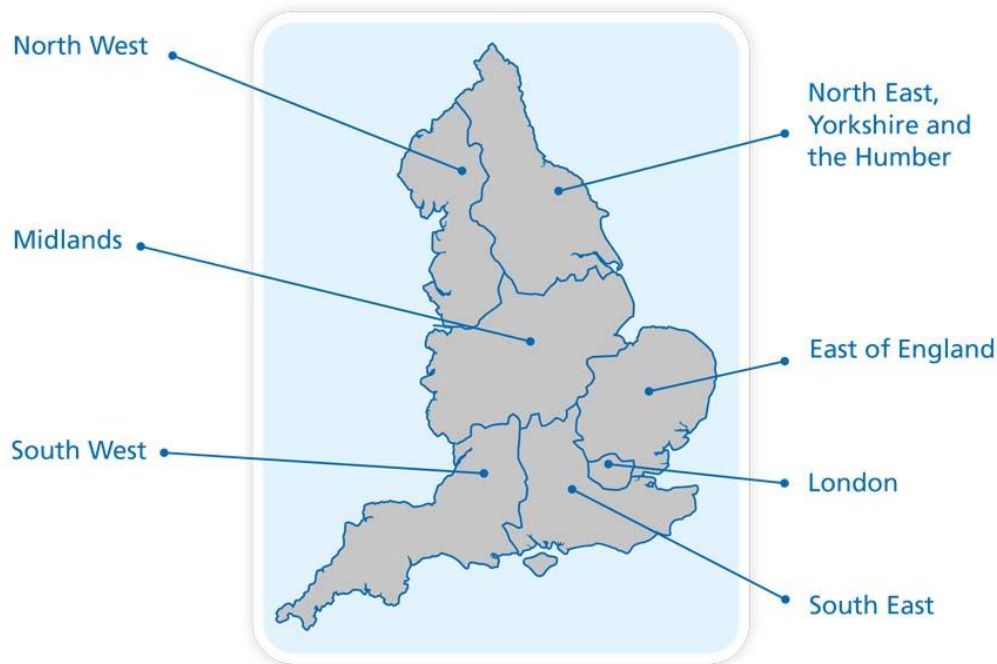 North West
North East,
Yorkshire and
the Humber
Midlands
East of England
South West
London
South East